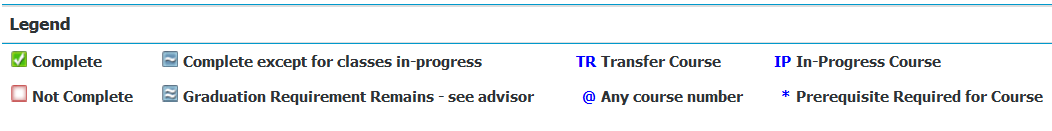 Legend
Complete Complete except for classes in-progress TR Transfer Course IP In-Progress Course
Not Complete Graduation Requirement Remains - see advisor @ Any course number * Prerequisite Required for Course